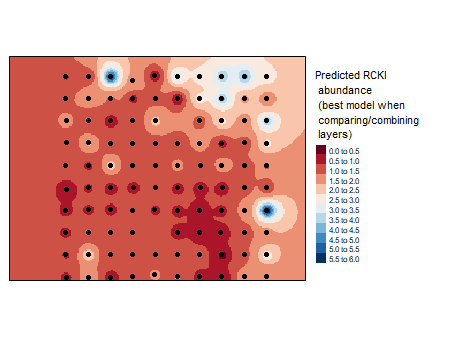 Predicted RCKI
abundance
(best model when
comparing/combining
layers)
0.0 to 0.5
0.5 to 1.0
1.0 to 1.5
1.5 to 2.0
2.0 to 2.5
2.5 to 3.0
3.0 to 3.5
3.5 to 4.0
4.0 to 4.5
4.5 to 5.0
5.0 to 5.5
5.5 to 6.0